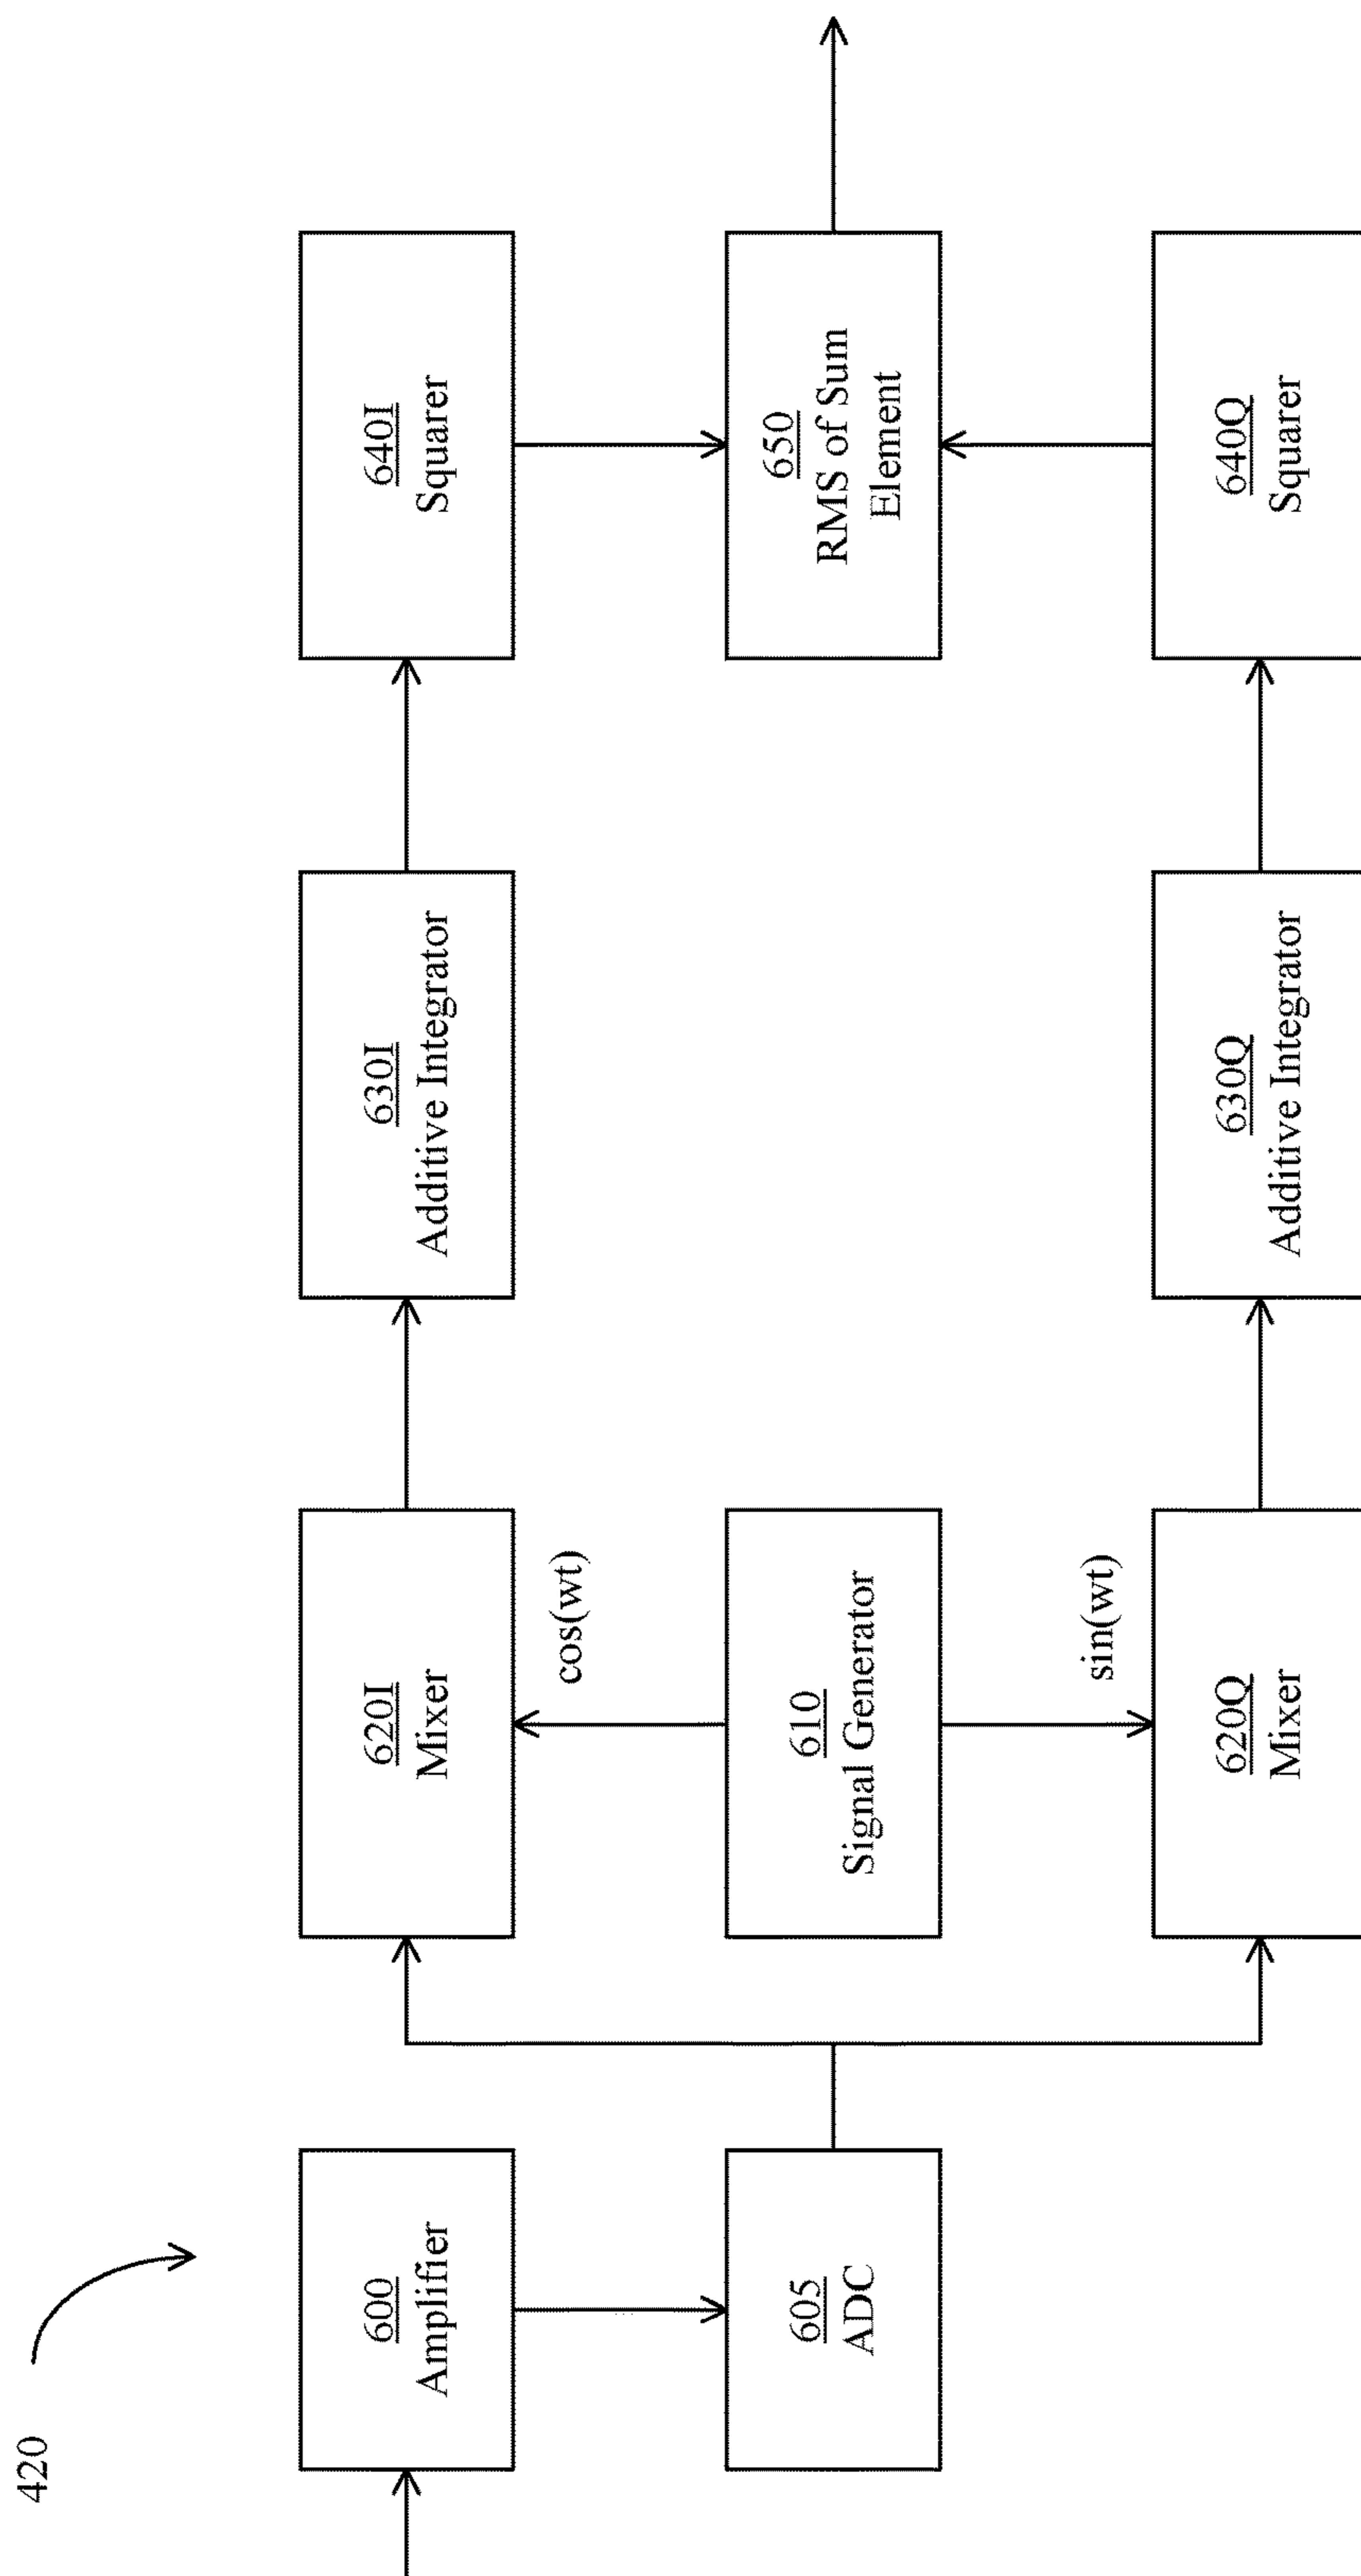 420
600
Amplifier
605
ADC
620I
Mixer
cos(wt)
610
Signal Generator
sin(wt)
620Q
Mixer
630I
Additive Integrator
630Q
Additive Integrator
640I
Squarer
650
RMS of Sum
Element
640Q
Squarer